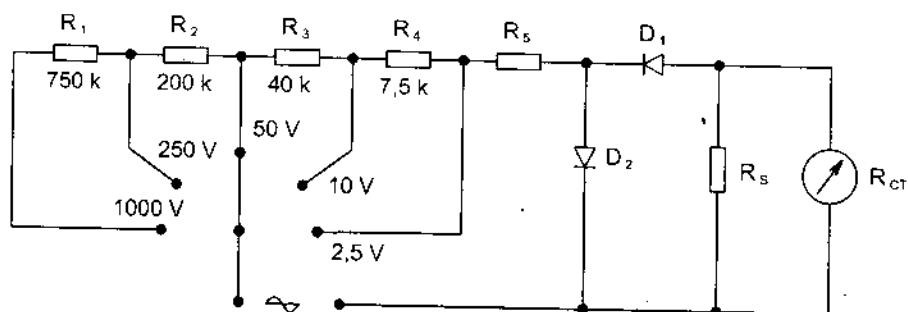 R1 R2 R3 R4 R5 D1
750 k 200 k 40 k 7,5 k
50 V
250 V
10 V
D2 RS RCT
1000 V
2,5 V